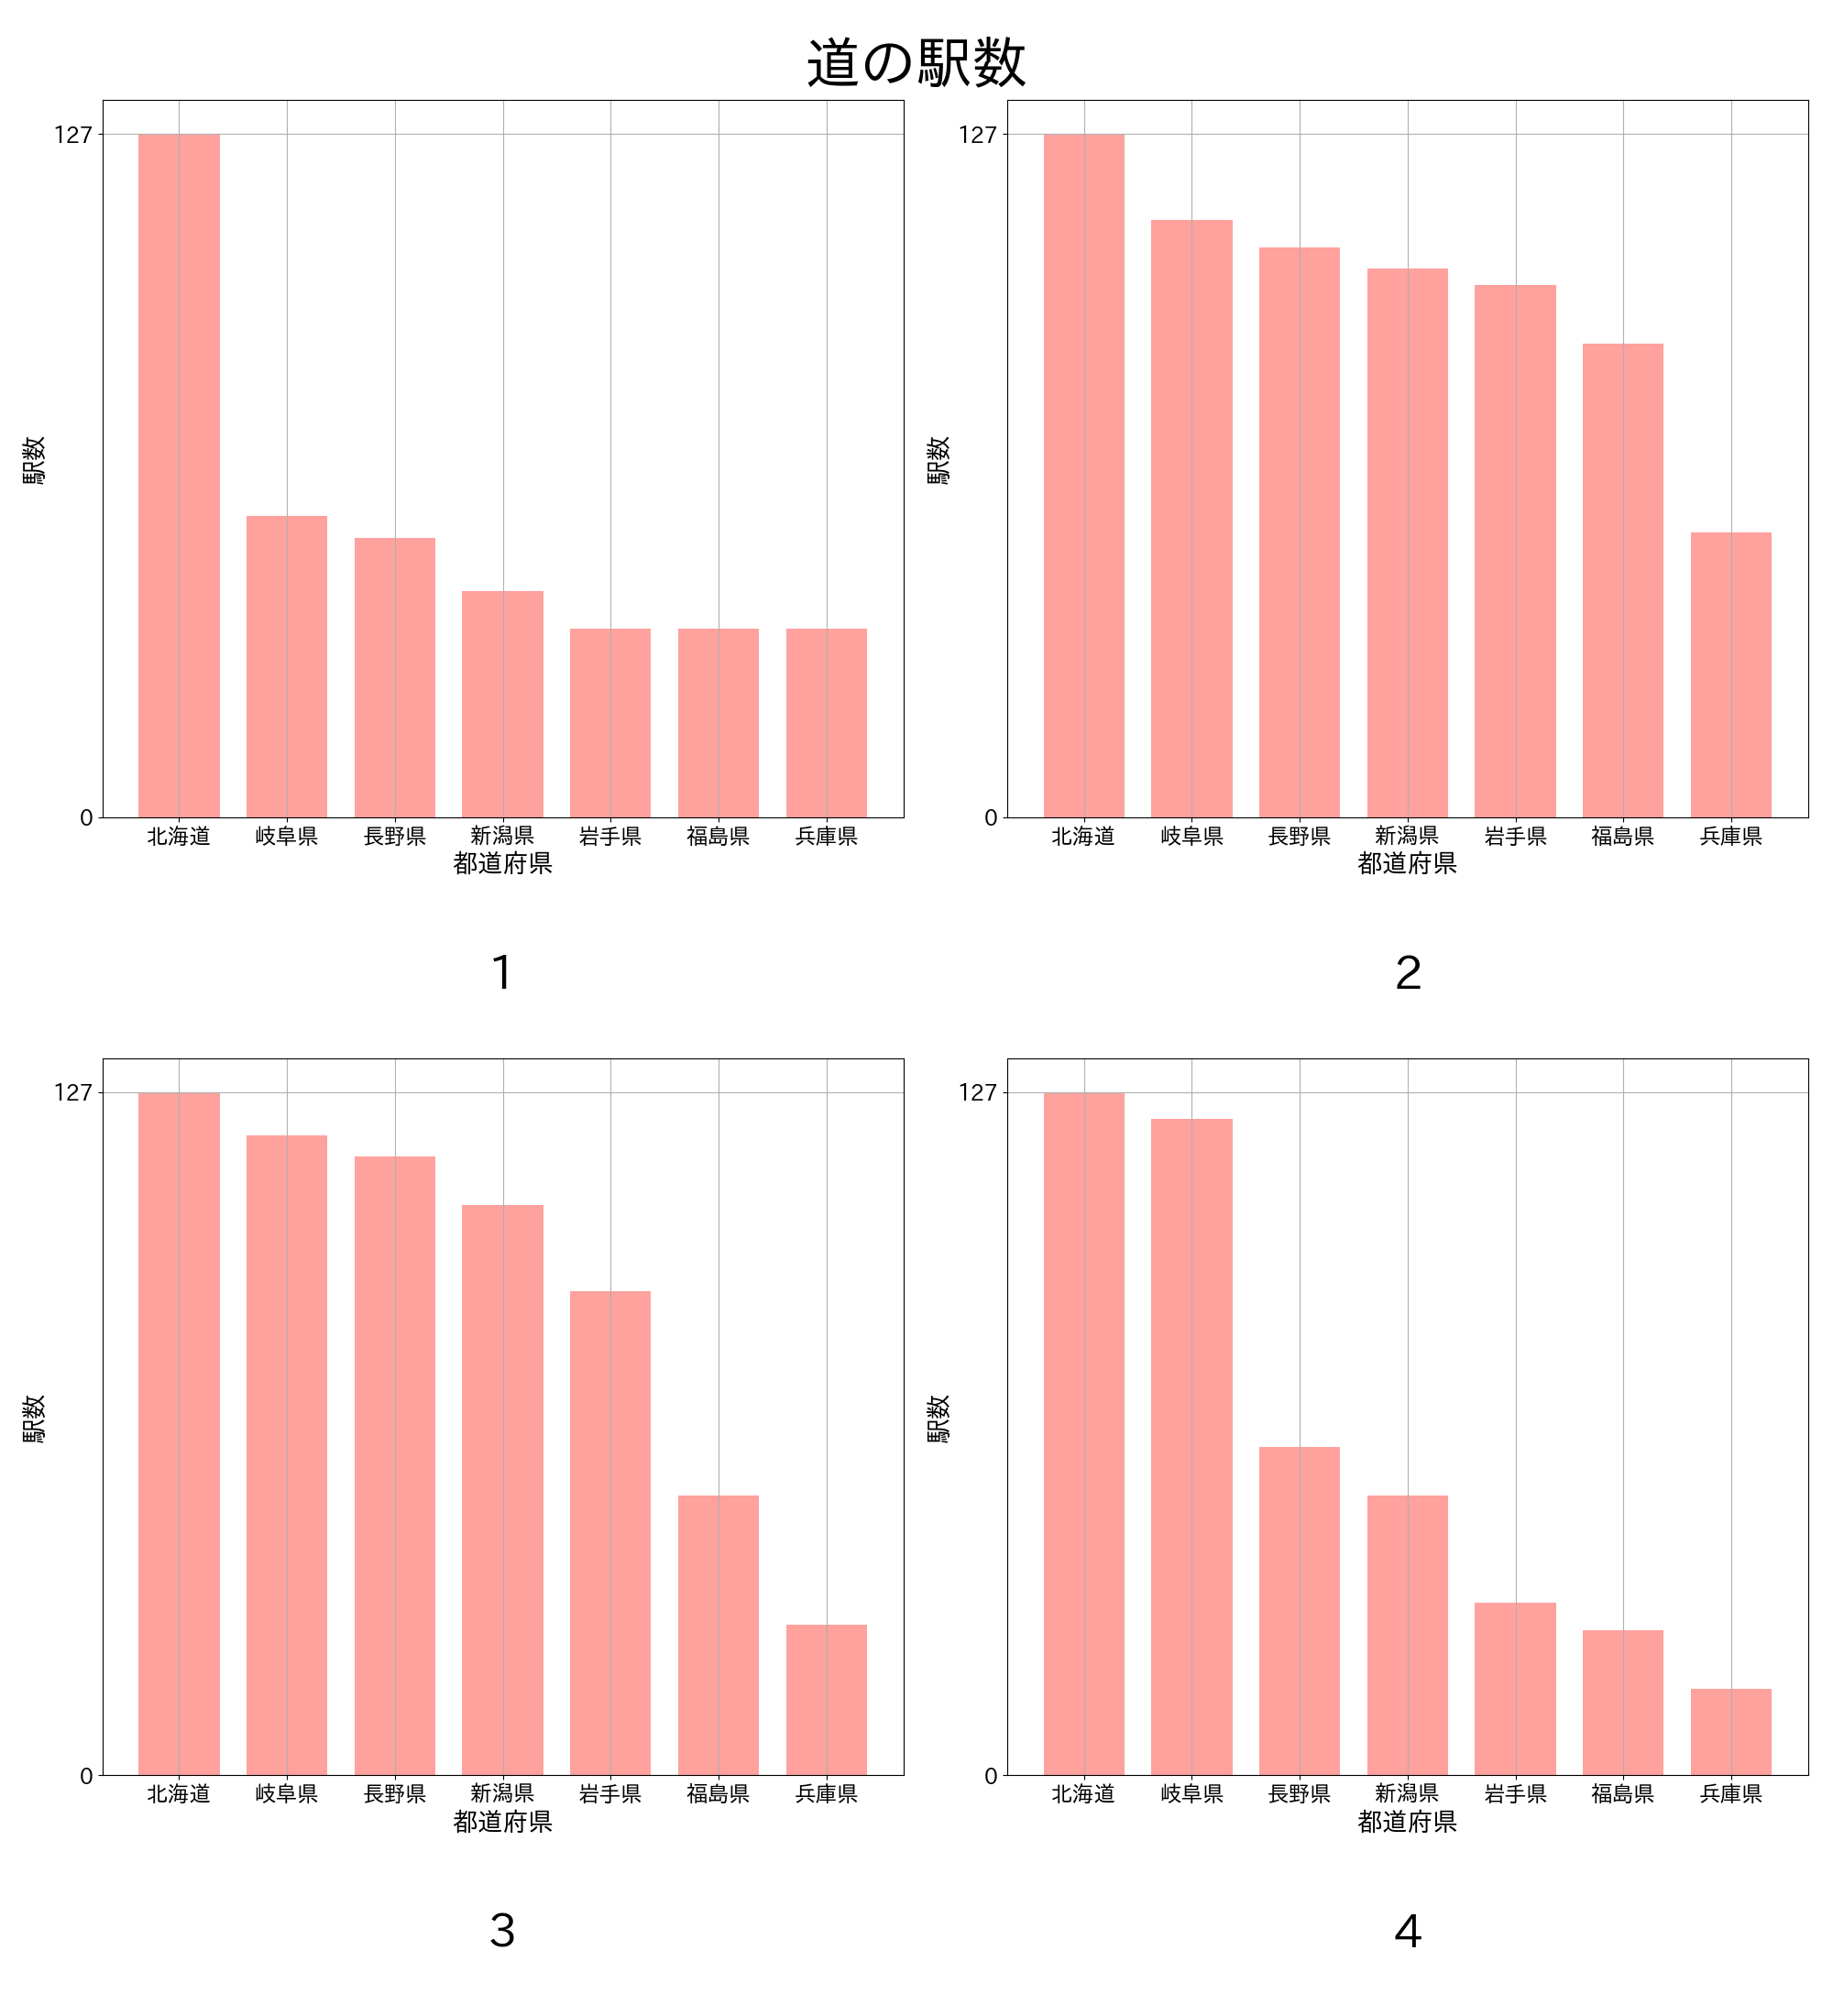 道の駅数
127
駅数
0
北海道 岐阜県 長野県 新潟県 岩手県 福島県 兵庫県
都道府県
1
127
駅数
0
北海道 岐阜県 長野県 新潟県 岩手県 福島県 兵庫県
都道府県
2
127
駅数
0
北海道 岐阜県 長野県 新潟県 岩手県 福島県 兵庫県
都道府県
3
127
駅数
0
北海道 岐阜県 長野県 新潟県 岩手県 福島県 兵庫県
都道府県
4